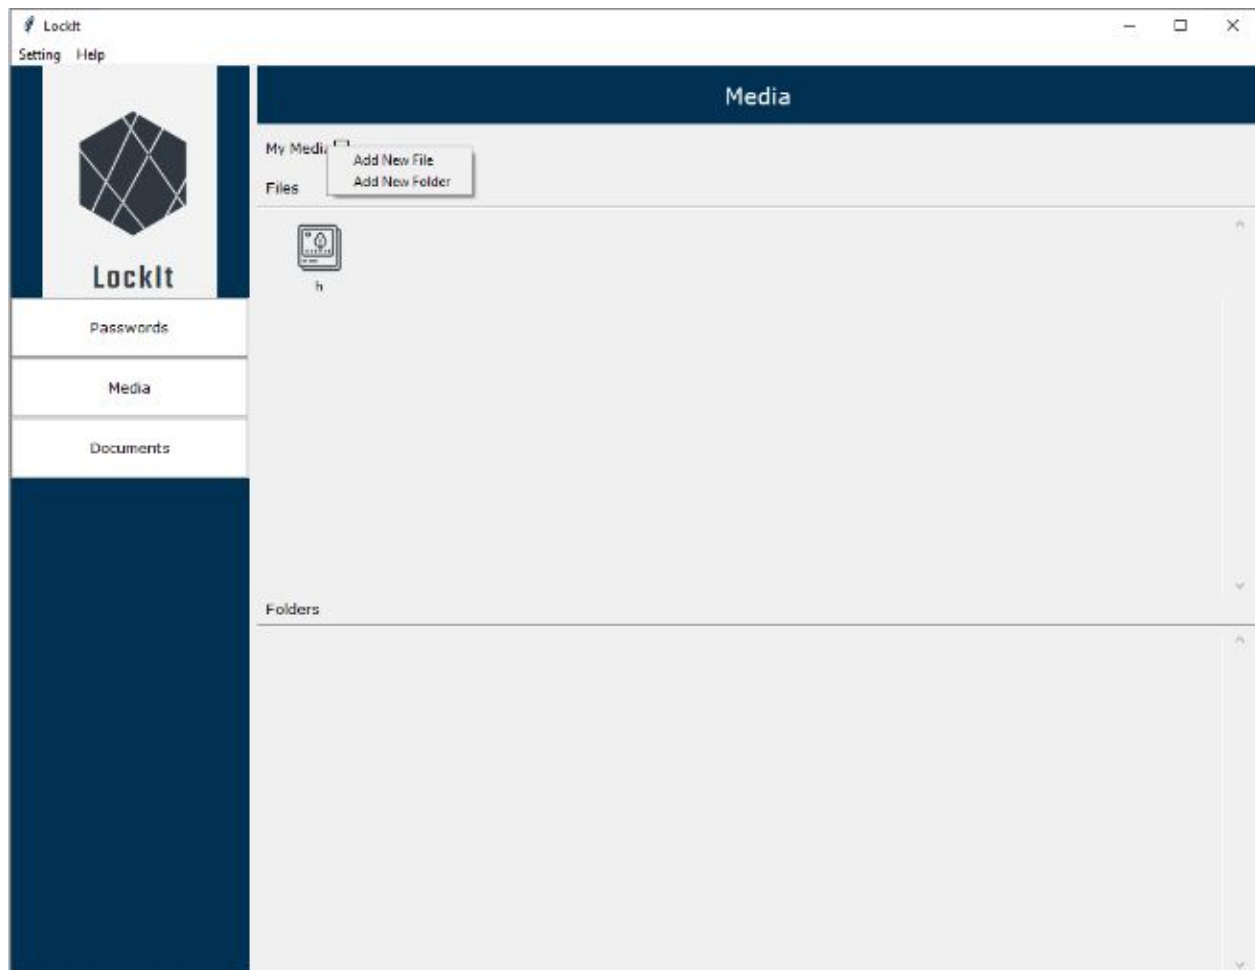 LockIt
Setting Help
Media
My Media
Add New File
Add New Folder
Files
h
LockIt
Passwords
Media
Documents
Folders